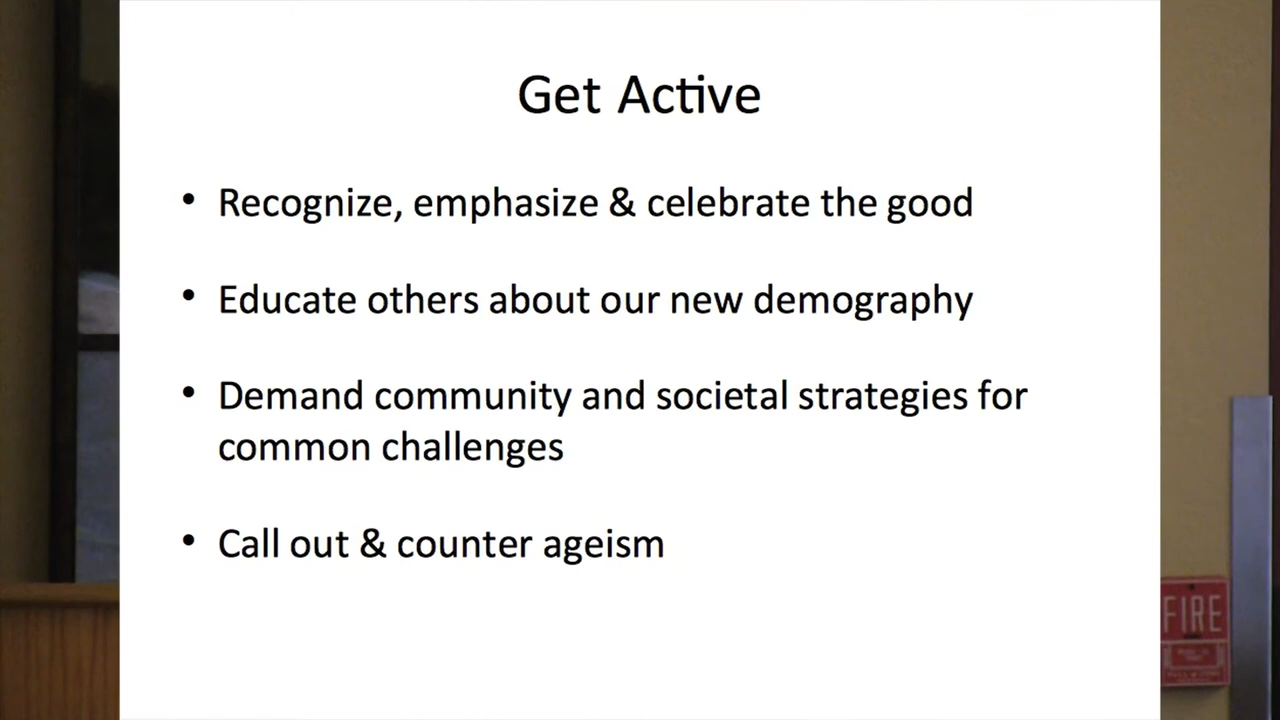 Get Active
• Recognize, emphasize & celebrate the good
• Educate others about our new demography
• Demand community and societal strategies for
common challenges
• Call out & counter ageism
FIRE